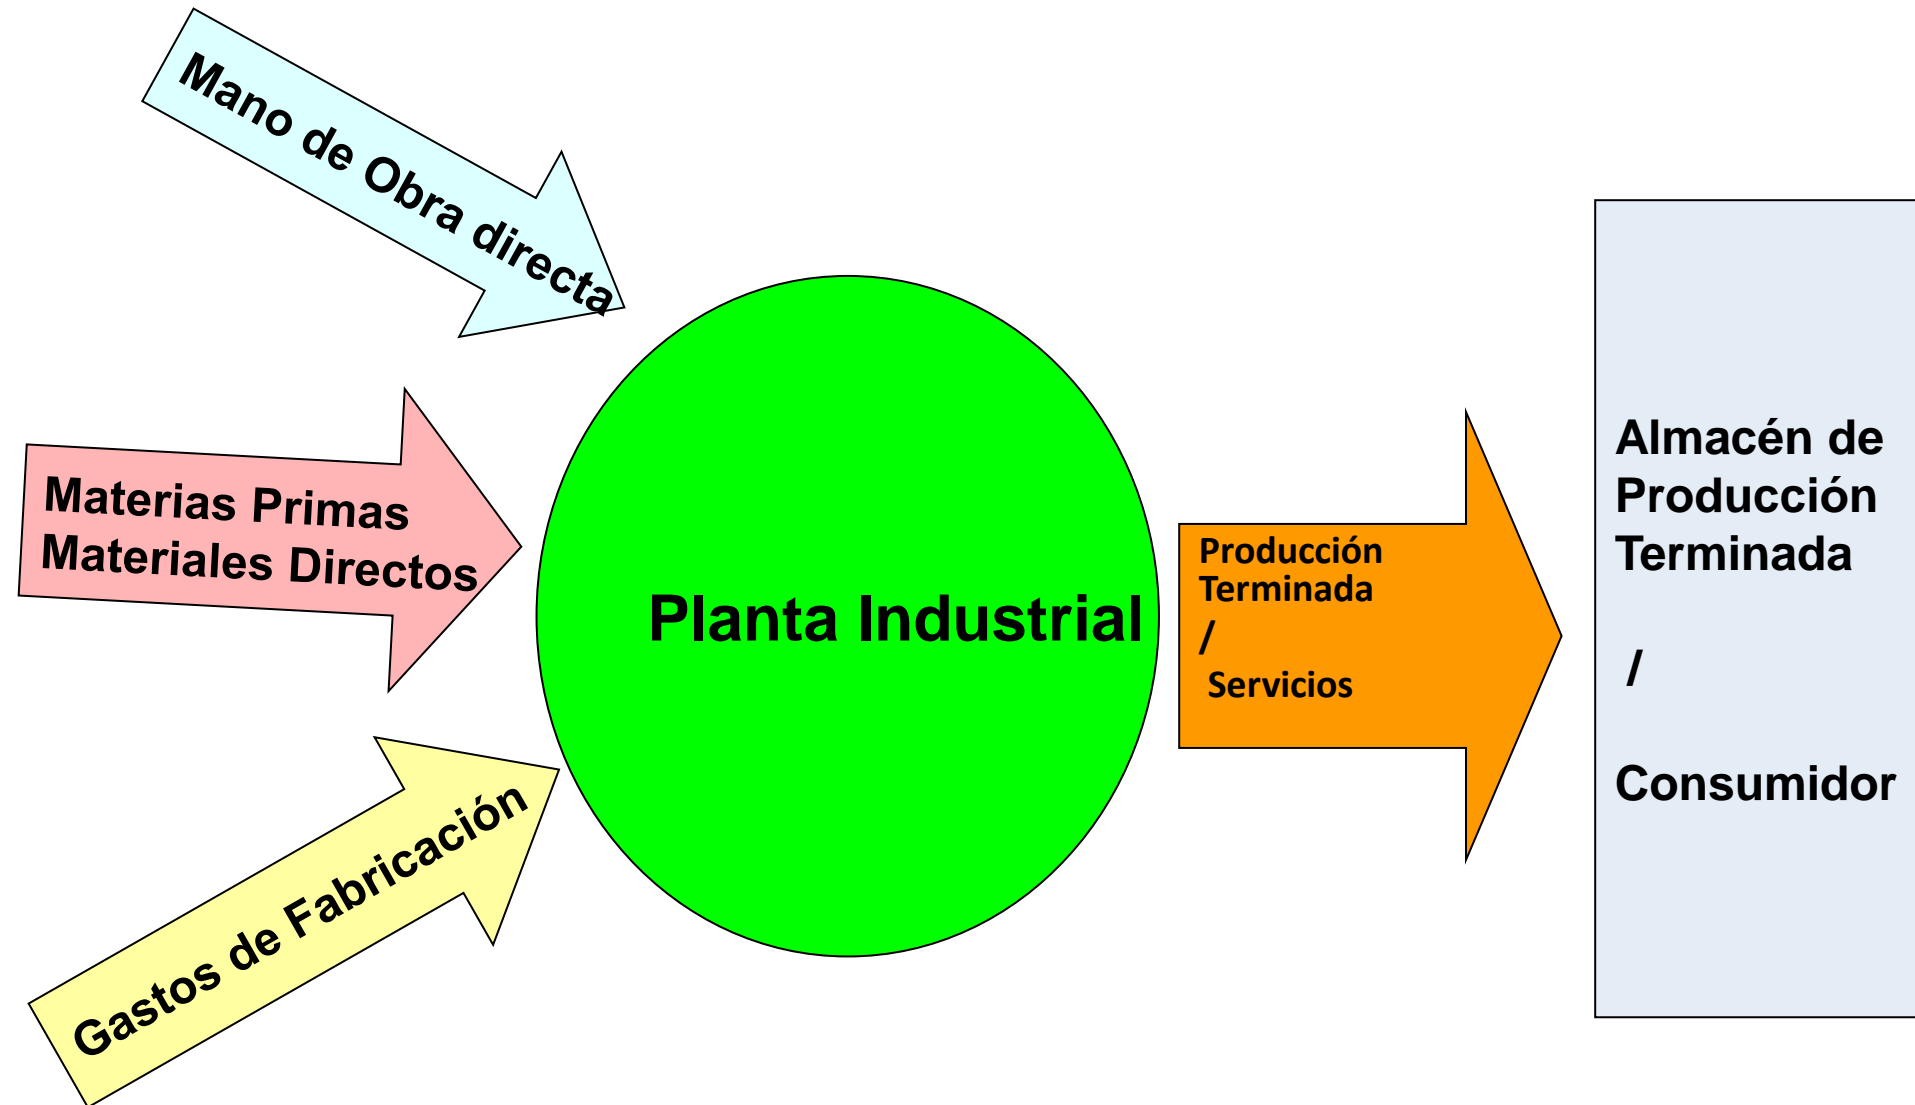 Mano de Obra directa
Materias Primas
Materiales Directos
Gastos de Fabricación
Planta Industrial
Producción
Terminada
/
Servicios
Almacén de
Producción
Terminada
/
Consumidor